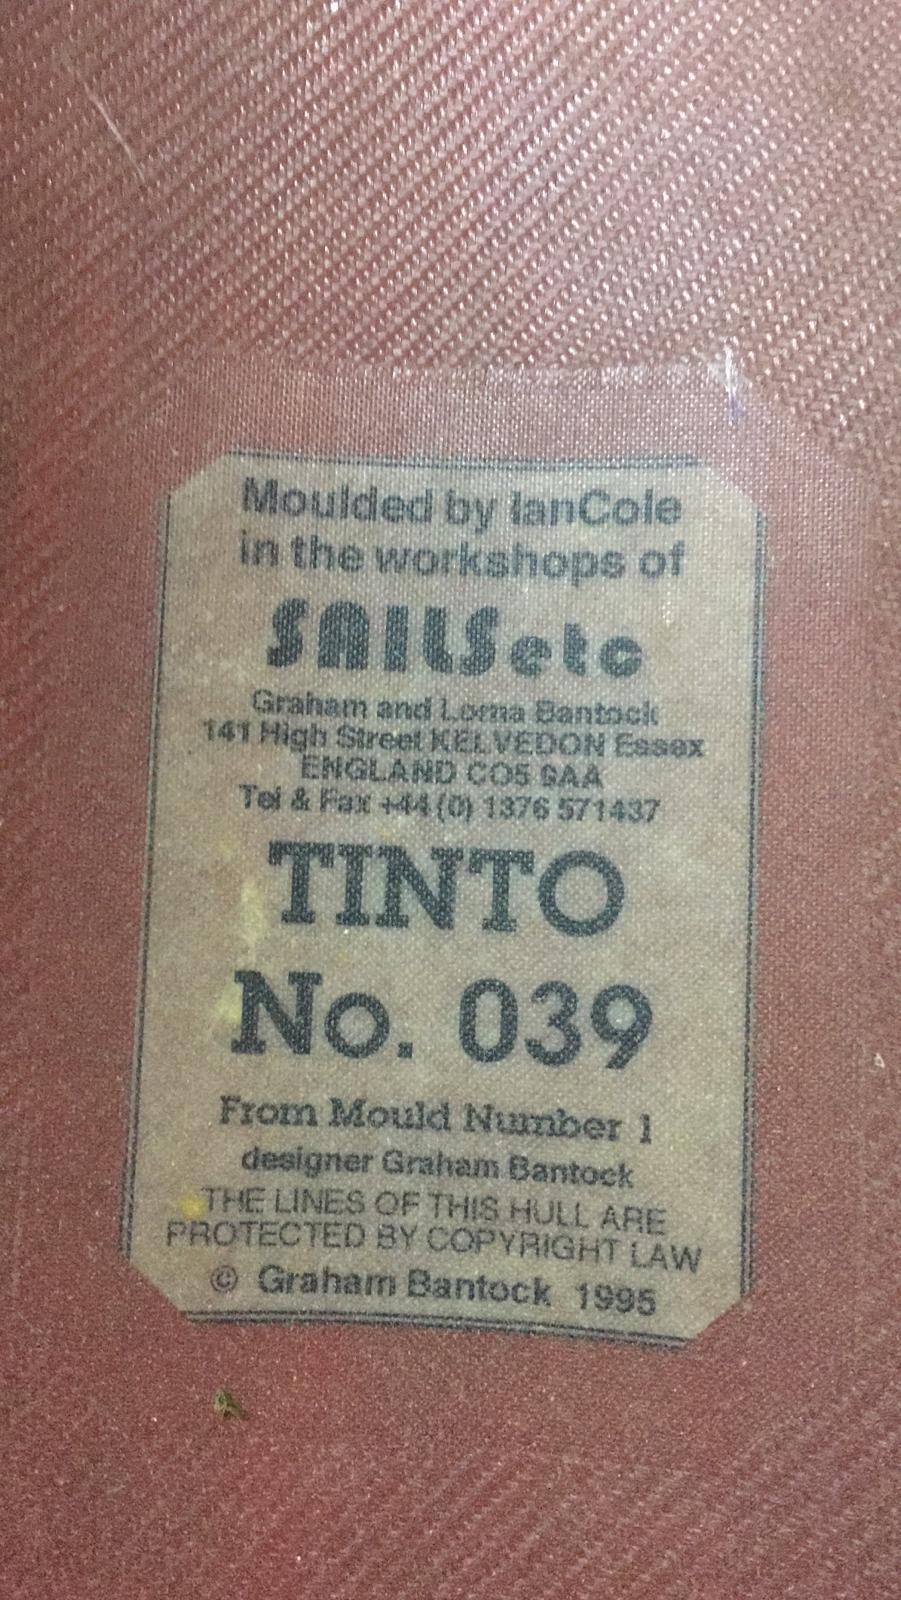 Moulded by IanCole
in the workshops of
SAILSetc
Graham and Lorna Bantock
141 High Street KELVEDON Essex
ENGLAND CO5 9AA
Tel & Fax +44 (0) 1376 571437
TINTO
No. 039
From Mould Number 1
designer Graham Bantock
THE LINES OF THIS HULL ARE
PROTECTED BY COPYRIGHT LAW
© Graham Bantock 1995